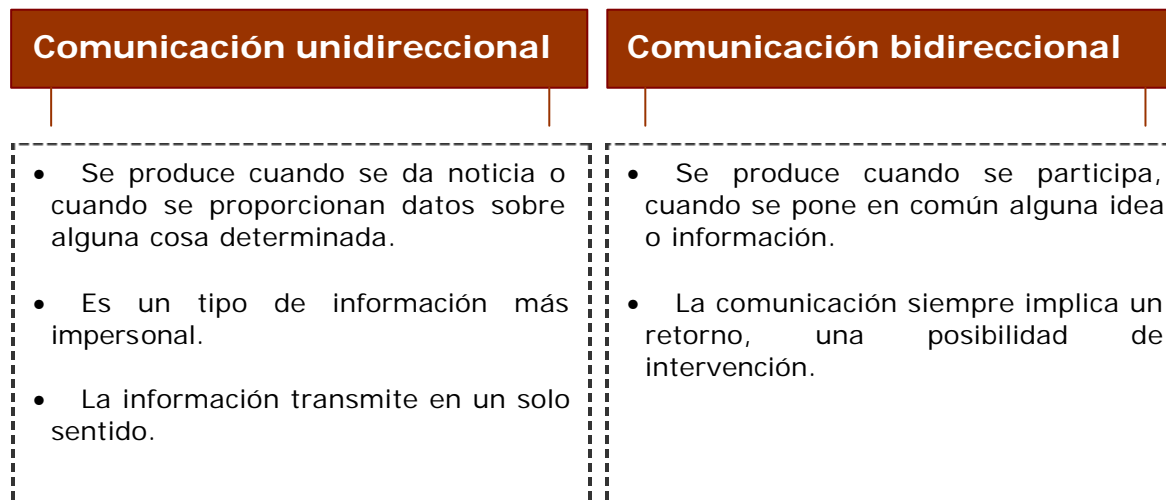 Comunicación unidireccional
• Se produce cuando se da noticia o
cuando se proporcionan datos sobre
alguna cosa determinada.
• Es un tipo de información más
impersonal.
• La información transmite en un solo
sentido.
Comunicación bidireccional
• Se produce cuando se participa,
cuando se pone en común alguna idea
o información.
• La comunicación siempre implica un
retorno, una posibilidad de
intervención.